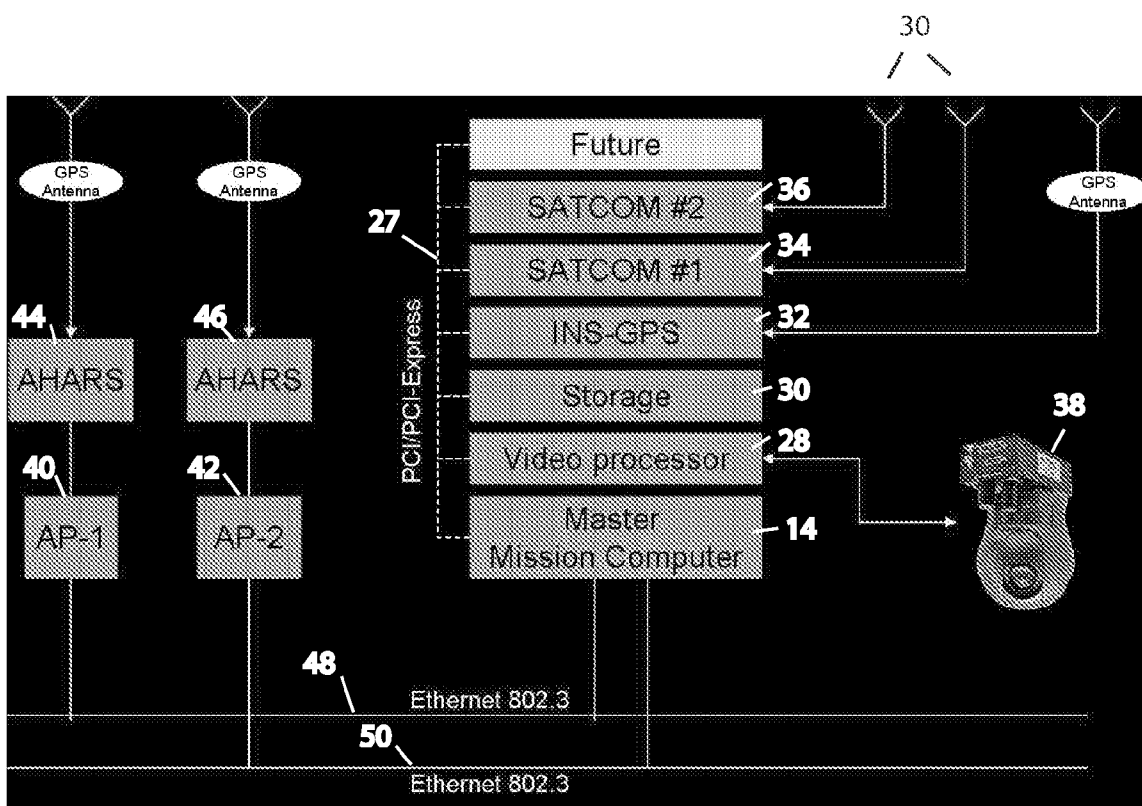 30
GPS
Antenna
GPS
Antenna
Future
GPS
Antenna
SATCOM #2
36
27
SATCOM #1
34
44
46
INS-GPS
32
AHARS
AHARS
PCI/PCI-Express
Storage
30
38
40
42
Video processor
28
AP-1
AP-2
Master
Mission Computer
14
48
Ethernet 802.3
50
Ethernet 802.3